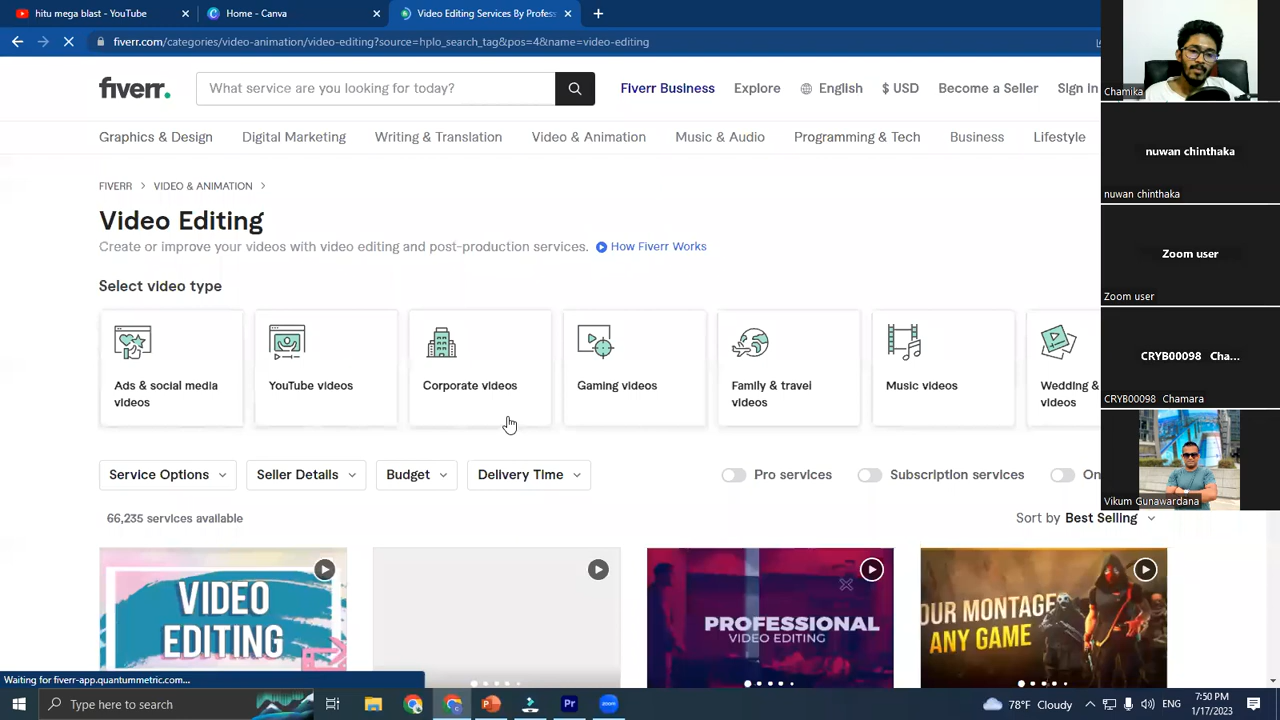 hitu mega blast - YouTube
Home - Canva
Video Editing Services By Profes
fiverr.com/categories/video-animation/video-editing?source=hplo_search_tag&pos=4&name=video-editing
fiverr.
What service are you looking for today?
Fiverr Business
Explore
English
$ USD
Become a Seller
Sign In
Graphics & Design
Digital Marketing
Writing & Translation
Video & Animation
Music & Audio
Programming & Tech
Business
Lifestyle
FIVERR
VIDEO & ANIMATION
Video Editing
Create or improve your videos with video editing and post-production services.
How Fiverr Works
Select video type
Ads & social media
videos
YouTube videos
Corporate videos
Gaming videos
Family & travel
videos
Music videos
Wedding &
videos
Service Options
Seller Details
Budget
Delivery Time
Pro services
Subscription services
On
66,235 services available
Sort by Best Selling
VIDEO
EDITING
PROFESSIONAL
VIDEO EDITING
OUR MONTAGE
ANY GAME
Waiting for fiverr-app.quantummetric.com...
Type here to search
Pr
zoom
78°F Cloudy
ENG
7:50 PM
1/17/2023
Chamika
nuwan chinthaka
nuwan chinthaka
Zoom user
Zoom user
CRYB00098 Cha...
CRYB00098 Chamara
Vikum Gunawardana